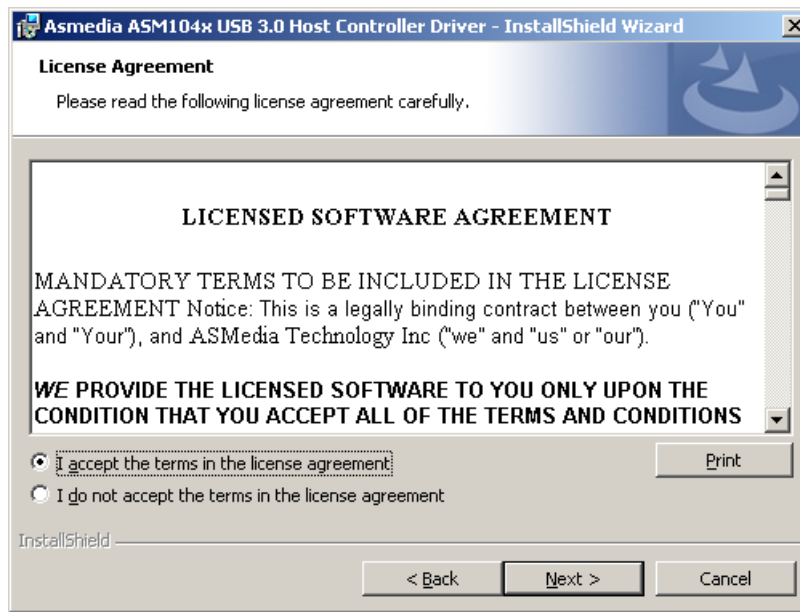 Asmedia ASM104x USB 3.0 Host Controller Driver - InstallShield Wizard
License Agreement
Please read the following license agreement carefully.
LICENSED SOFTWARE AGREEMENT
MANDATORY TERMS TO BE INCLUDED IN THE LICENSE
AGREEMENT Notice: This is a legally binding contract between you ("You"
and "Your"), and ASMedia Technology Inc ("we" and "us" or "our").
WE PROVIDE THE LICENSED SOFTWARE TO YOU ONLY UPON THE
CONDITION THAT YOU ACCEPT ALL OF THE TERMS AND CONDITIONS
I accept the terms in the license agreement
Print
I do not accept the terms in the license agreement
InstallShield
< Back
Next >
Cancel